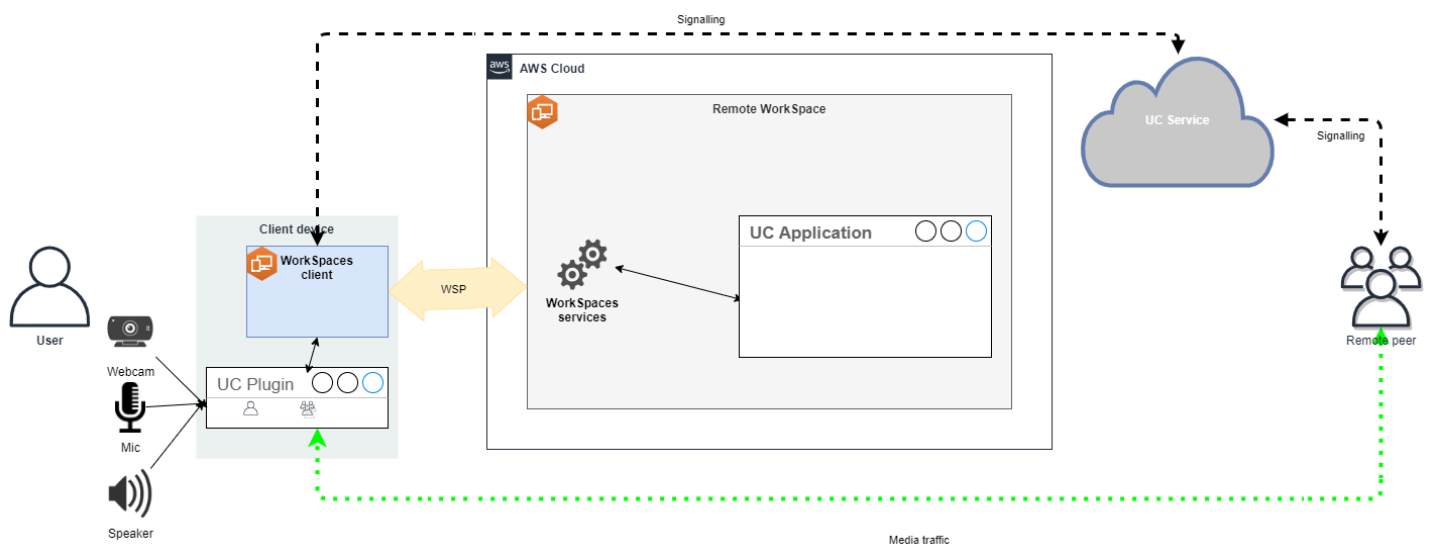 Signalling
aws
AWS Cloud
Remote WorkSpace
UC Service
Signalling
Client device
WorkSpaces
client
UC Application
WSP
WorkSpaces
services
User
Remote peer
Webcam
UC Plugin
Mic
Speaker
Media traffic